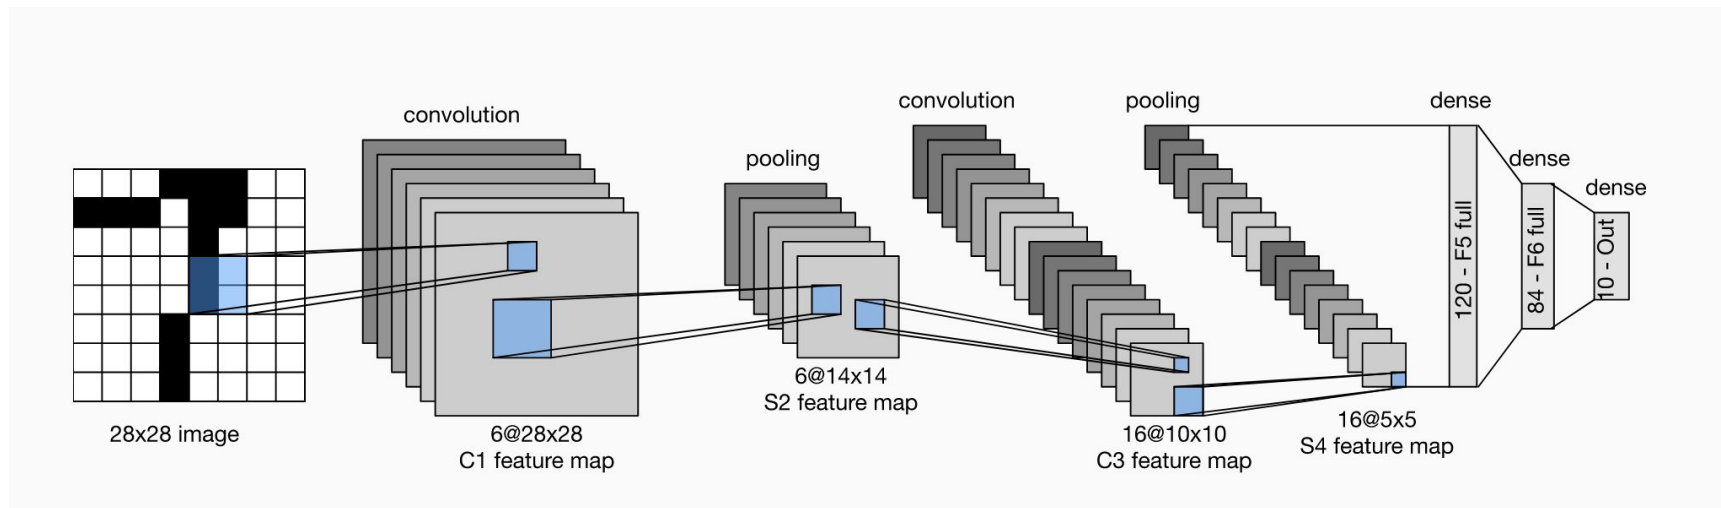 convolution
pooling
convolution
pooling
dense
dense
dense
28x28 image
6@28x28
C1 feature map
6@14x14
S2 feature map
16@10x10
C3 feature map
16@5x5
S4 feature map
120 - F5 full
84 - F6 full
10 - Out